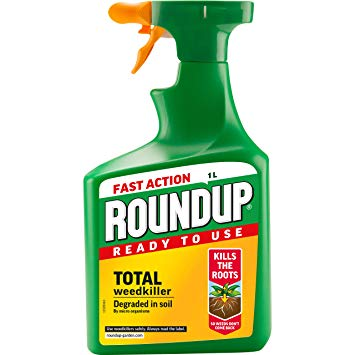 FAST ACTION 1L
ROUNDUP®
READY TO USE
TOTAL
weedkiller
Degraded in soil
By micro organisms
KILLS
THE
ROOTS
SO WEEDS DON'T
COME BACK
Use weedkillers safely. Always read the label.
roundup-garden.com